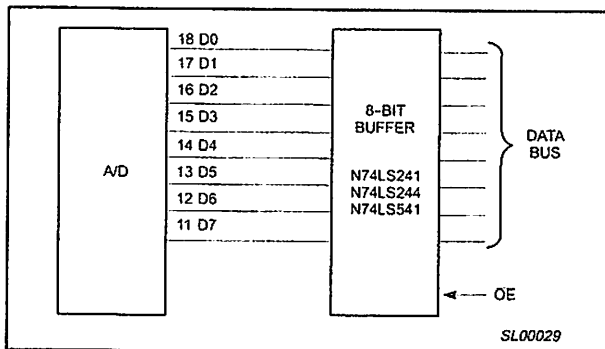 18 D0
17 D1
16 D2
15 D3
14 D4
13 D5
12 D6
11 D7
A/D
8–BIT
BUFFER
N74LS241
N74LS244
N74LS541
DATA
BUS
OE
SL00029